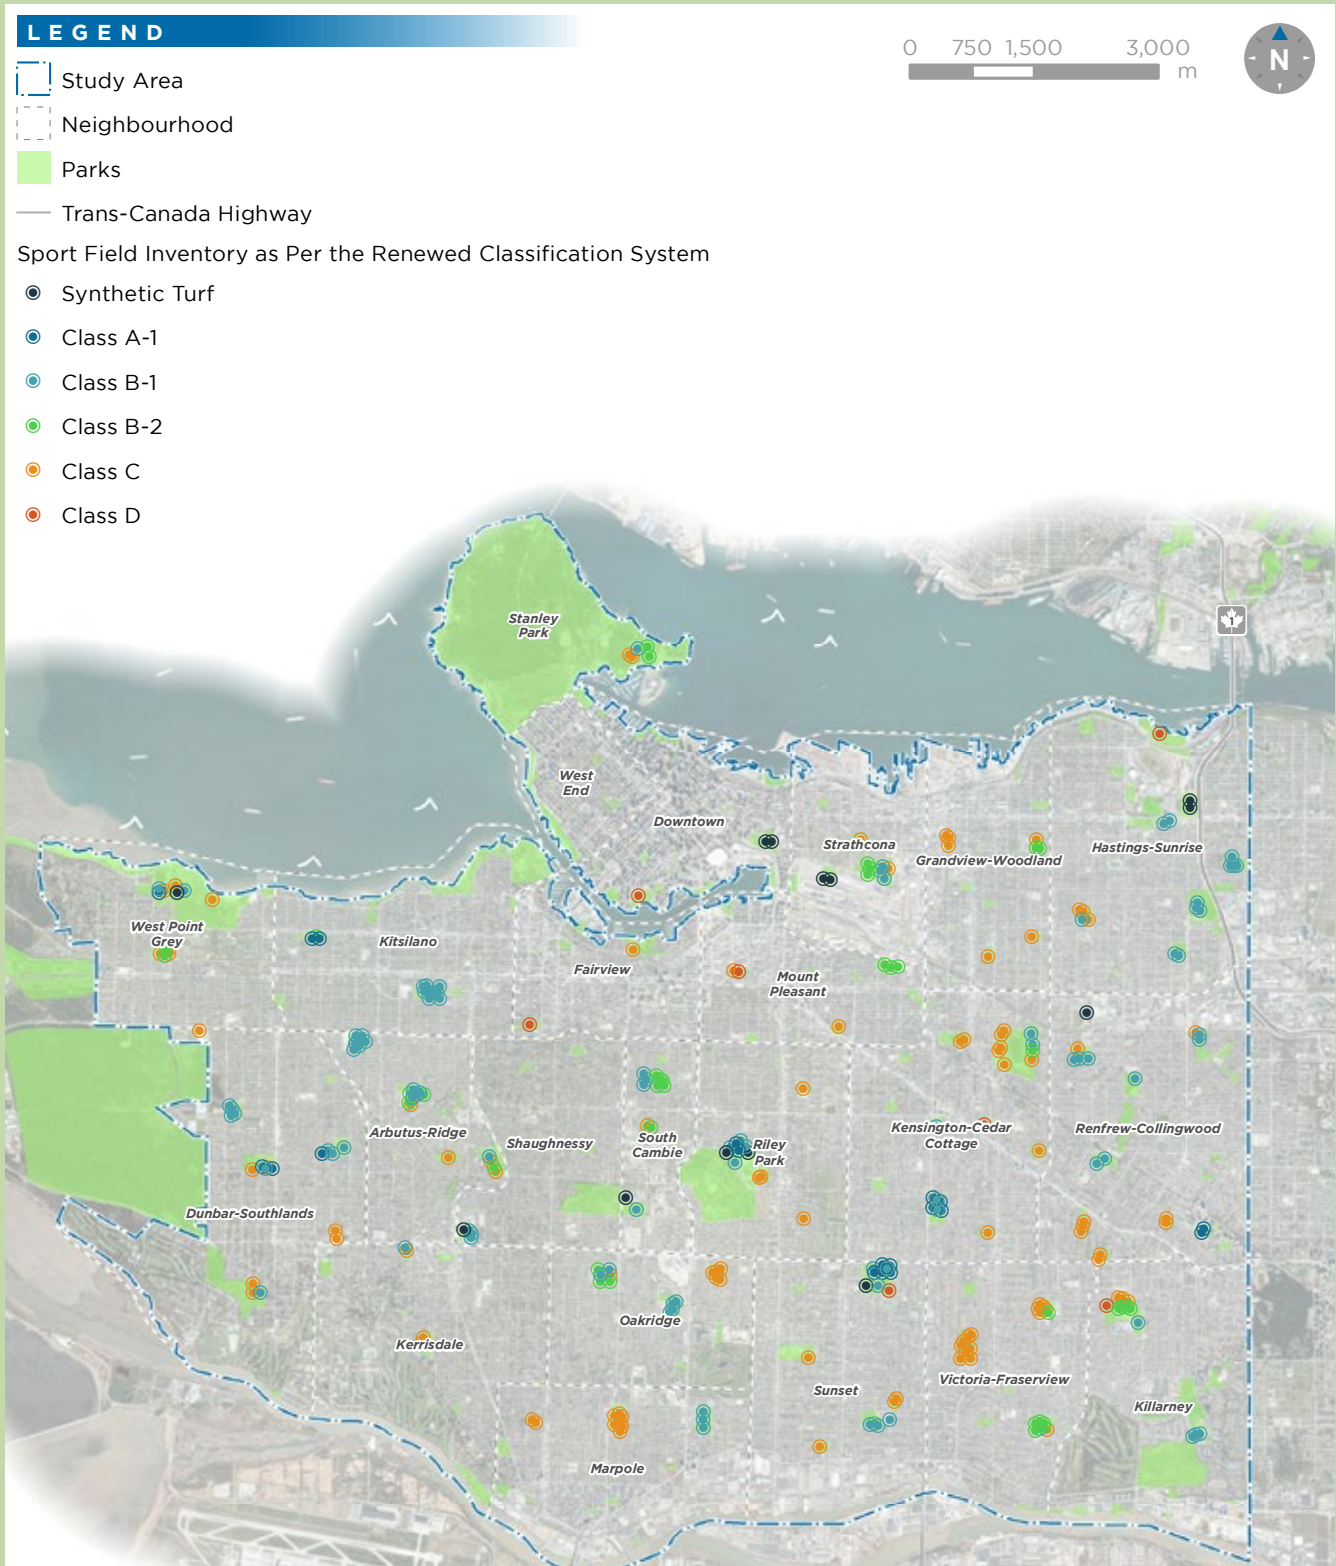 LEGEND
Study Area
Neighbourhood
Parks
Trans-Canada Highway
Sport Field Inventory as Per the Renewed Classification System
Synthetic Turf
Class A-1
Class B-1
Class B-2
Class C
Class D
0 750 1,500 3,000
m
N
1
Stanley
Park
West
End
Downtown
Strathcona
Grandview-Woodland
Hastings-Sunrise
West Point
Grey
Kitsilano
Fairview
Mount
Pleasant
Arbutus-Ridge
Shaughnessy
South
Cambie
Riley
Park
Kensington-Cedar
Cottage
Renfrew-Collingwood
Dunbar-Southlands
Oakridge
Kerrisdale
Sunset
Victoria-Fraserview
Killarney
Marpole